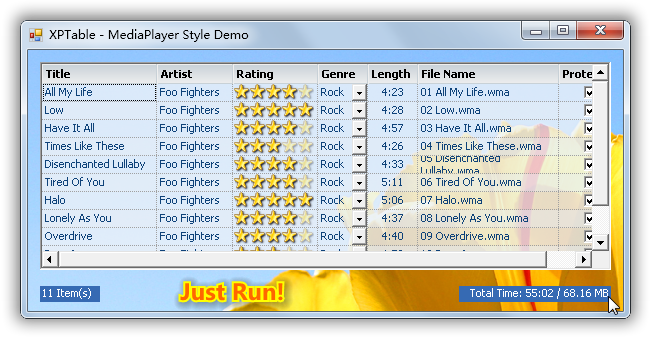 XPTable - MediaPlayer Style Demo
Title Artist Rating Genre Length File Name Prote
All My Life Foo Fighters Rock 4:23 01 All My Life.wma
Low Foo Fighters Rock 4:28 02 Low.wma
Have It All Foo Fighters Rock 4:57 03 Have It All.wma
Times Like These Foo Fighters Rock 4:26 04 Times Like These.wma
Disenchanted Lullaby Foo Fighters Rock 4:33 05 Disenchanted Lullaby.wma
Tired Of You Foo Fighters Rock 5:11 06 Tired Of You.wma
Halo Foo Fighters Rock 5:06 07 Halo.wma
Lonely As You Foo Fighters Rock 4:37 08 Lonely As You.wma
Overdrive Foo Fighters Rock 4:40 09 Overdrive.wma
11 Item(s) Just Run! Total Time: 55:02 / 68.16 MB